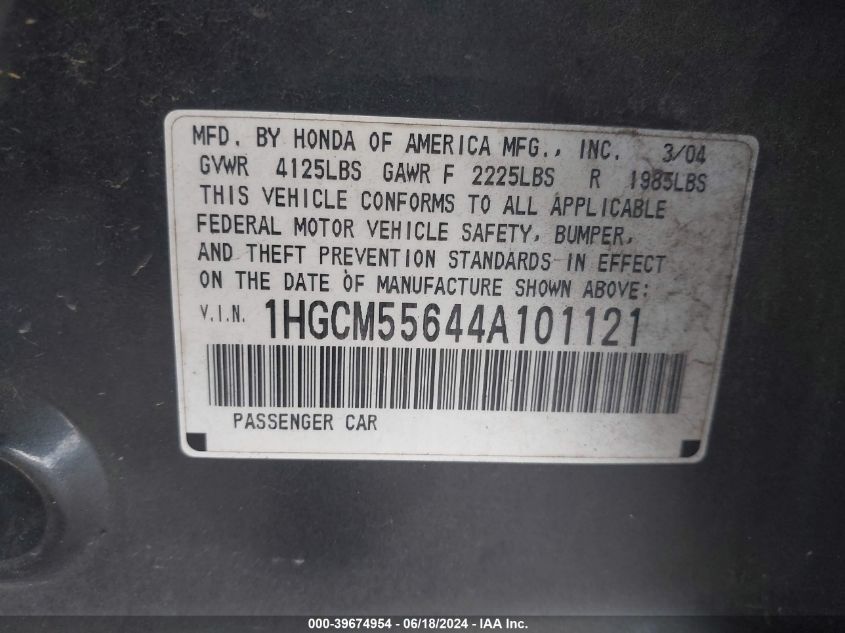 MFD. BY HONDA OF AMERICA MFG., INC. 3/04
GVWR 4125LBS GAWR F 2225LBS R 1985LBS
THIS VEHICLE CONFORMS TO ALL APPLICABLE
FEDERAL MOTOR VEHICLE SAFETY, BUMPER,
AND THEFT PREVENTION STANDARDS IN EFFECT
ON THE DATE OF MANUFACTURE SHOWN ABOVE:
V.I.N. 1HGCM55644A101121
PASSENGER CAR
000-39674954 - 06/18/2024 - IAA Inc.